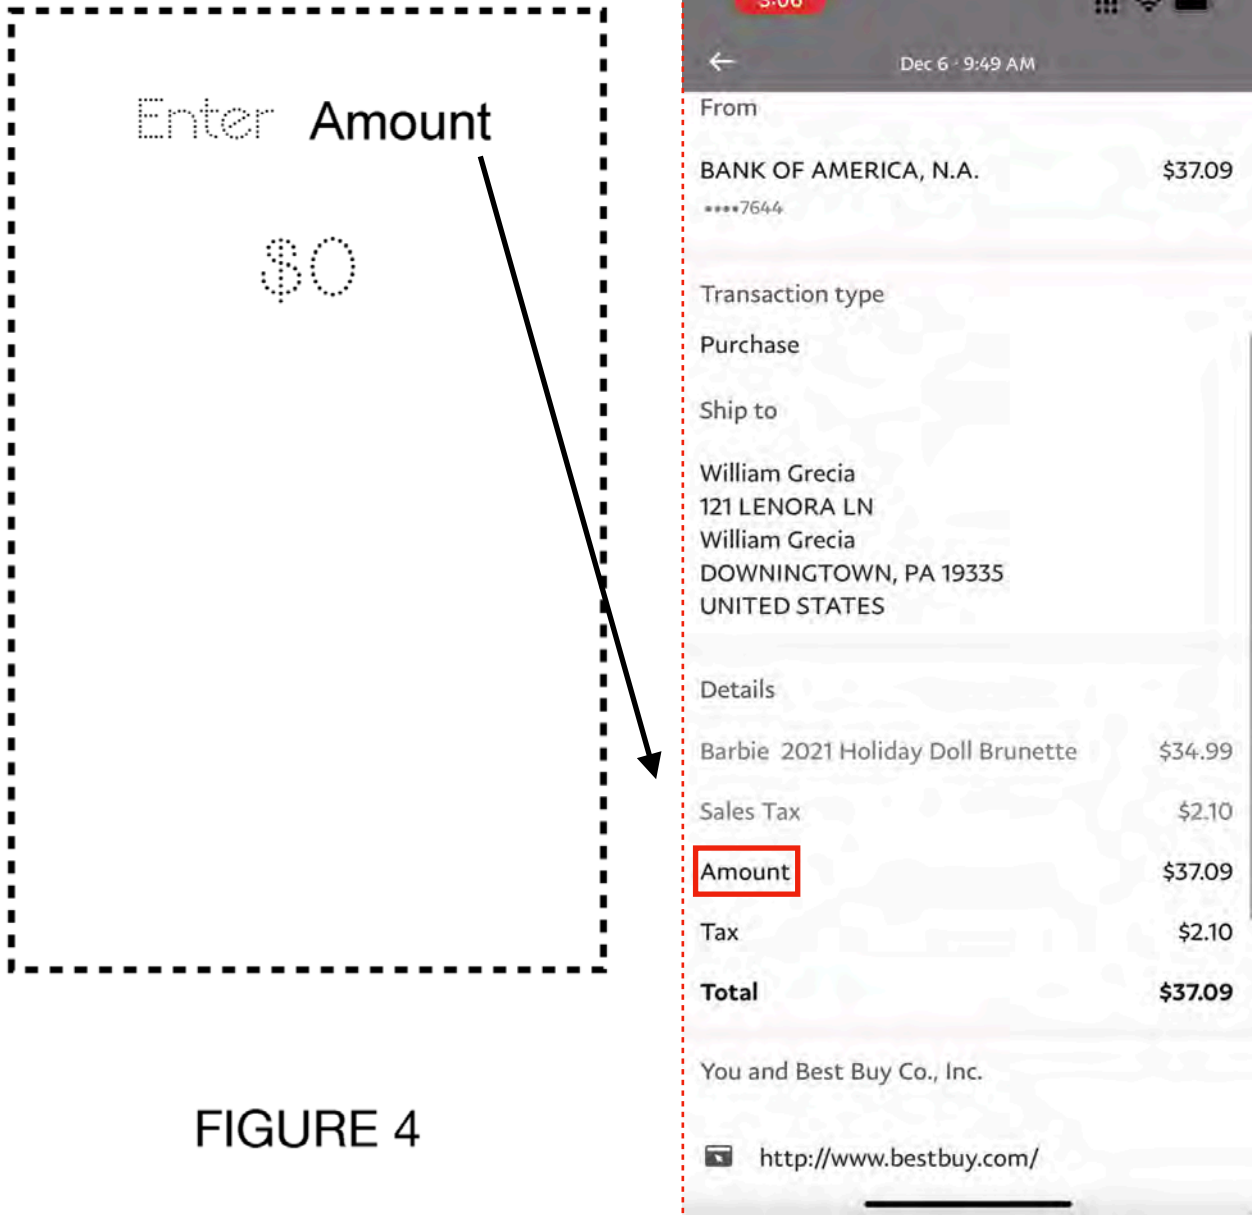 Enter Amount
$0
FIGURE 4
3:06
Dec 6 · 9:49 AM
From
BANK OF AMERICA, N.A. $37.09
••••7644
Transaction type
Purchase
Ship to
William Grecia
121 LENORA LN
William Grecia
DOWNINGTOWN, PA 19335
UNITED STATES
Details
Barbie 2021 Holiday Doll Brunette $34.99
Sales Tax $2.10
Amount $37.09
Tax $2.10
Total $37.09
You and Best Buy Co., Inc.
http://www.bestbuy.com/